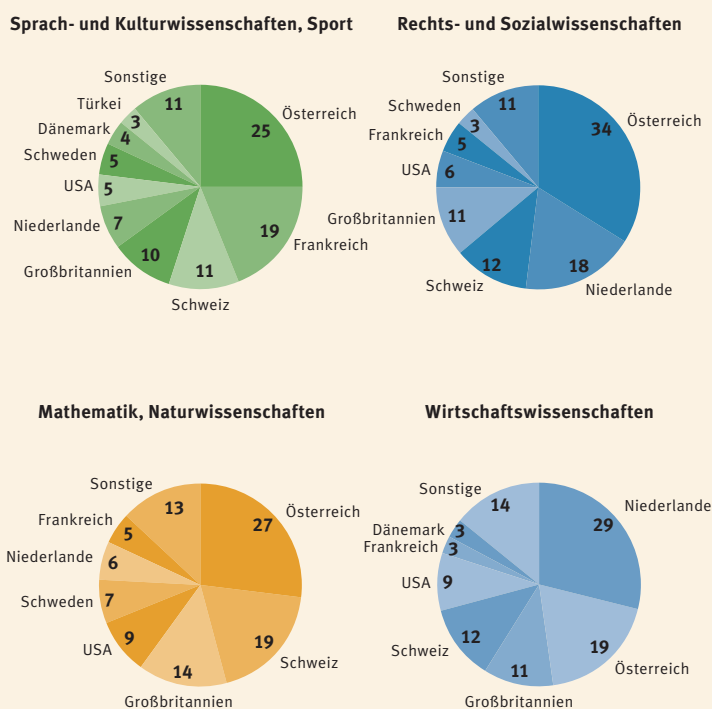 Sprach- und Kulturwissenschaften, Sport
Sonstige
11
Türkei
3
Dänemark
4
Schweden
5
USA
5
Niederlande
7
Großbritannien
10
Schweiz
11
Frankreich
19
Österreich
25
Rechts- und Sozialwissenschaften
Sonstige
11
Schweden
3
Frankreich
5
USA
6
Großbritannien
11
Schweiz
12
Niederlande
18
Österreich
34
Mathematik, Naturwissenschaften
Sonstige
13
Frankreich
5
Niederlande
6
Schweden
7
USA
9
Großbritannien
14
Schweiz
19
Österreich
27
Wirtschaftswissenschaften
Sonstige
14
Dänemark
3
Frankreich
3
USA
9
Schweiz
12
Großbritannien
11
Österreich
19
Niederlande
29